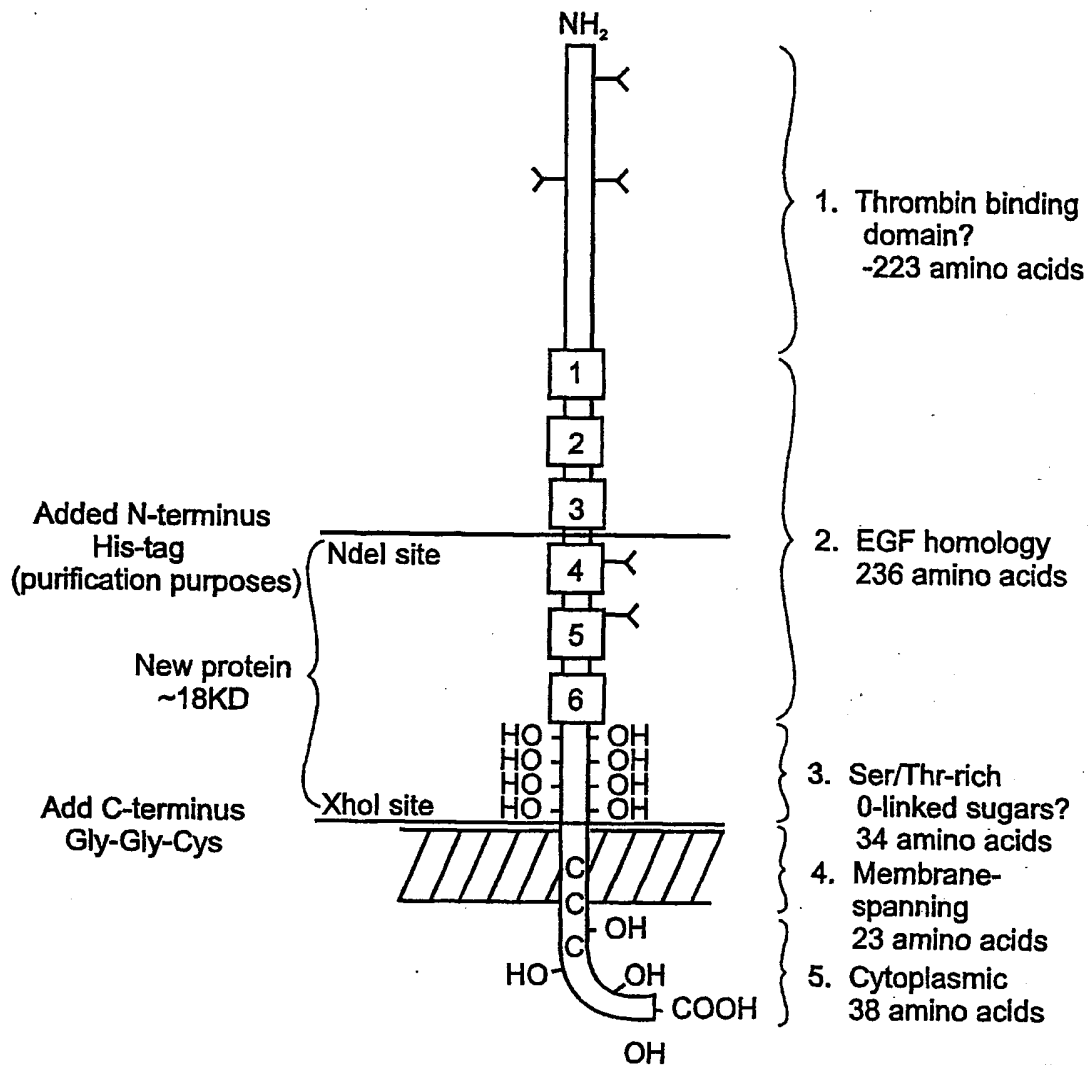 NH₂
1. Thrombin binding
domain?
-223 amino acids
1
2
3
4
5
6
2. EGF homology
236 amino acids
Added N-terminus
His-tag
(purification purposes)
NdeI site
New protein
~18KD
XhoI site
Add C-terminus
Gly-Gly-Cys
HO OH
HO OH
HO OH
HO OH
3. Ser/Thr-rich
0-linked sugars?
34 amino acids
4. Membrane-
spanning
23 amino acids
C
C
C
OH
HO OH
COOH
OH
5. Cytoplasmic
38 amino acids